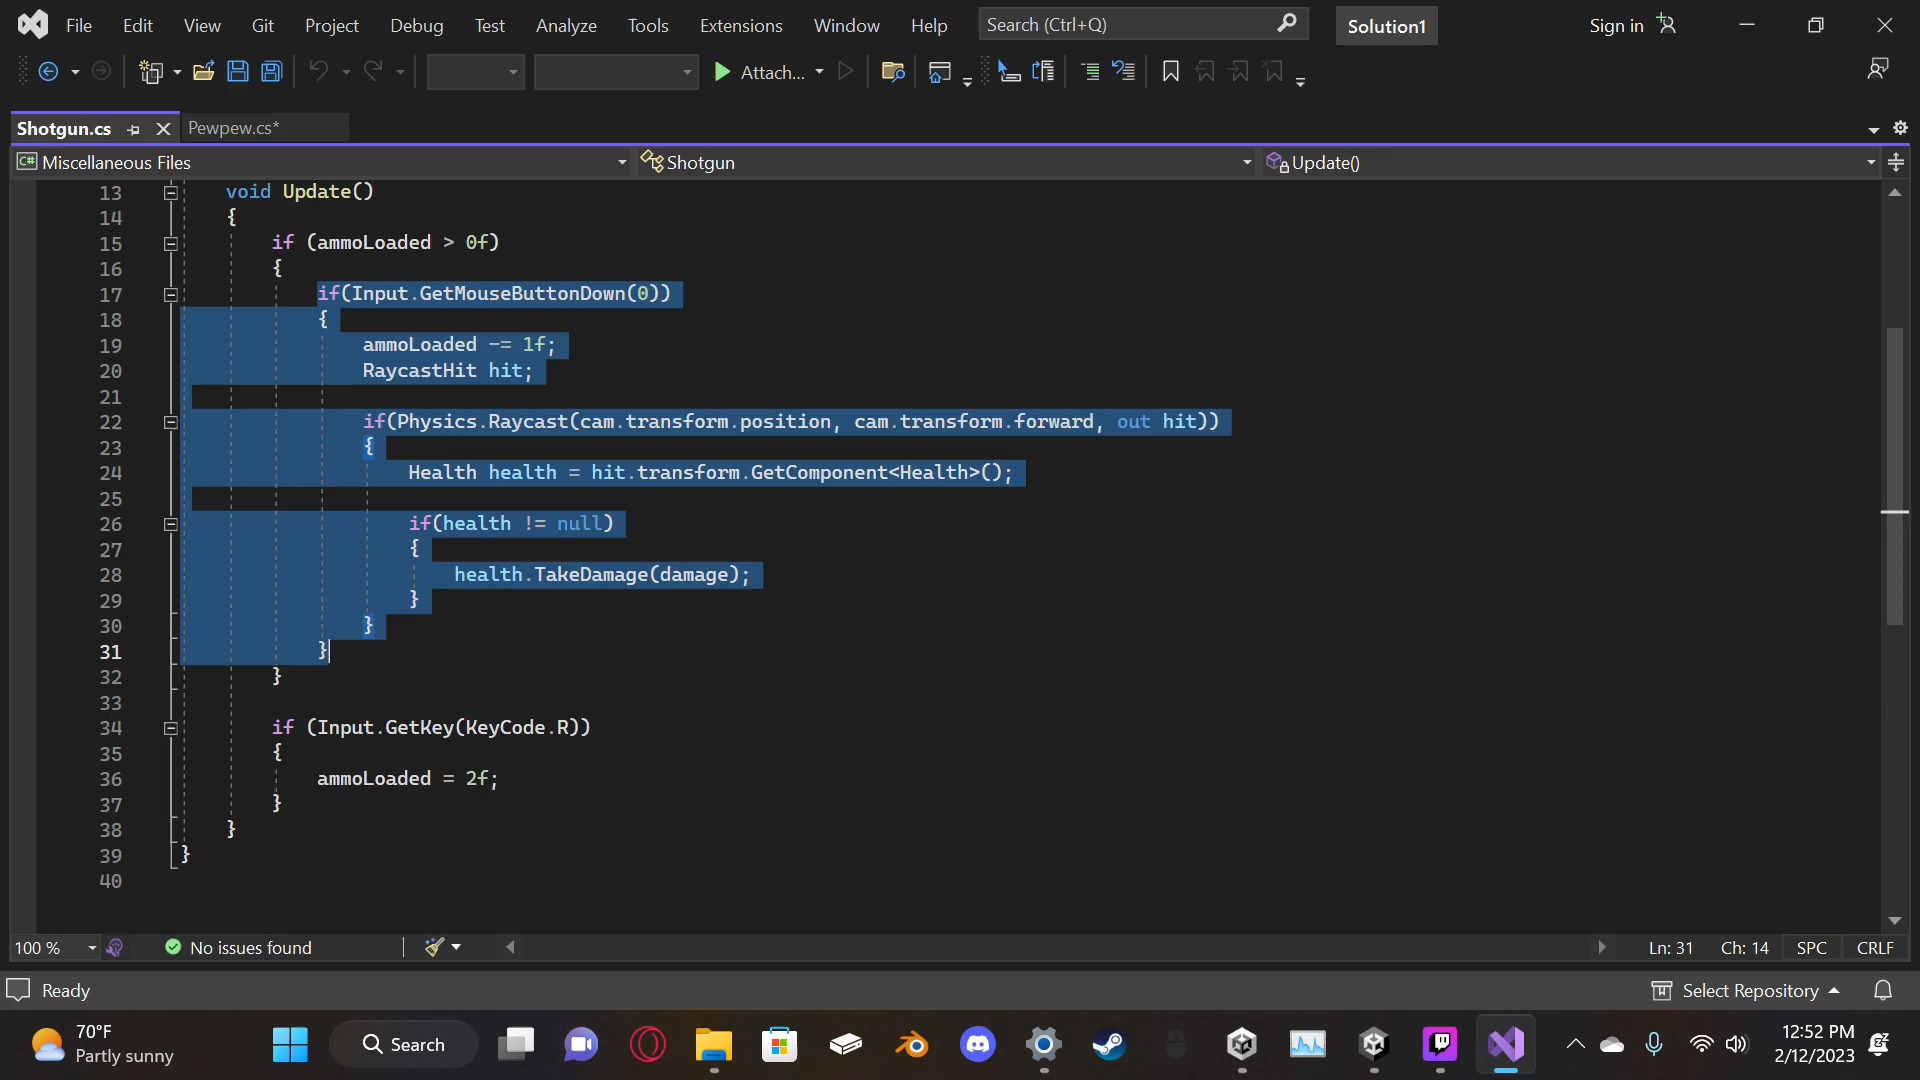 File Edit View Git Project Debug Test Analyze Tools Extensions Window Help Search (Ctrl+Q) Solution1 Sign in
Attach...
Shotgun.cs Pewpew.cs*
C# Miscellaneous Files Shotgun Update()
13 void Update()
14 {
15 if (ammoLoaded > 0f)
16 {
17 if(Input.GetMouseButtonDown(0))
18 {
19 ammoLoaded -= 1f;
20 RaycastHit hit;
21
22 if(Physics.Raycast(cam.transform.position, cam.transform.forward, out hit))
23 {
24 Health health = hit.transform.GetComponent<Health>();
25
26 if(health != null)
27 {
28 health.TakeDamage(damage);
29 }
30 }
31 }
32 }
33
34 if (Input.GetKey(KeyCode.R))
35 {
36 ammoLoaded = 2f;
37 }
38 }
39 }
40
100 % No issues found Ln: 31 Ch: 14 SPC CRLF
Ready Select Repository
70°F
Partly sunny
Search
12:52 PM
2/12/2023